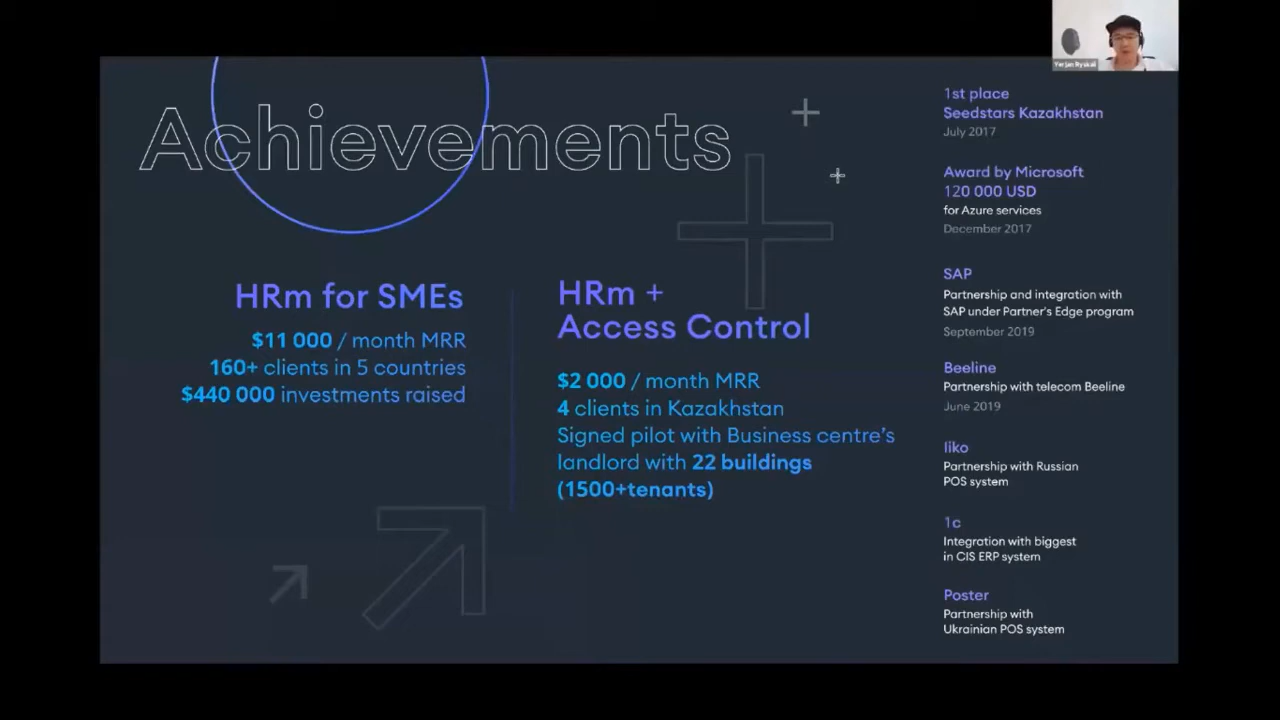 Achievements
HRm for SMEs
$11 000 / month MRR
160+ clients in 5 countries
$440 000 investments raised
HRm +
Access Control
$2 000 / month MRR
4 clients in Kazakhstan
Signed pilot with Business centre's
landlord with 22 buildings
(1500+tenants)
1st place
Seedstars Kazakhstan
July 2017
Award by Microsoft
120 000 USD
for Azure services
December 2017
SAP
Partnership and integration with
SAP under Partner's Edge program
September 2019
Beeline
Partnership with telecom Beeline
June 2019
Iiko
Partnership with Russian
POS system
1c
Integration with biggest
in CIS ERP system
Poster
Partnership with
Ukrainian POS system